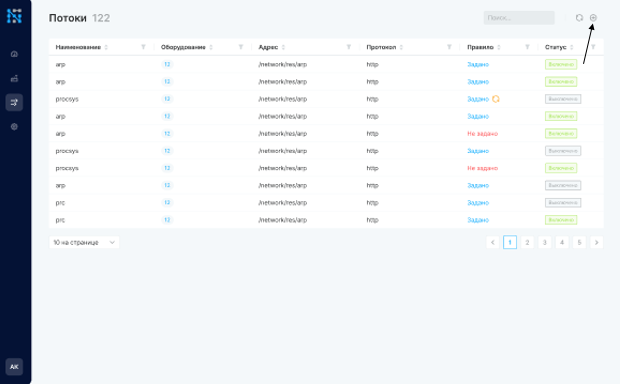 Потоки 122
Поиск...
Наименование Оборудование Адрес Протокол Правило Статус
arp 12 /network/res/arp http Задано Включено
arp 12 /network/res/arp http Задано Включено
procsys 12 /network/res/arp http Задано Выключено
arp 12 /network/res/arp http Задано Включено
arp 12 /network/res/arp http Не задано Включено
procsys 12 /network/res/arp http Задано Выключено
procsys 12 /network/res/arp http Не задано Включено
arp 12 /network/res/arp http Задано Выключено
prc 12 /network/res/arp http Задано Выключено
prc 12 /network/res/arp http Задано Включено
10 на странице 1 2 3 4 5
АК